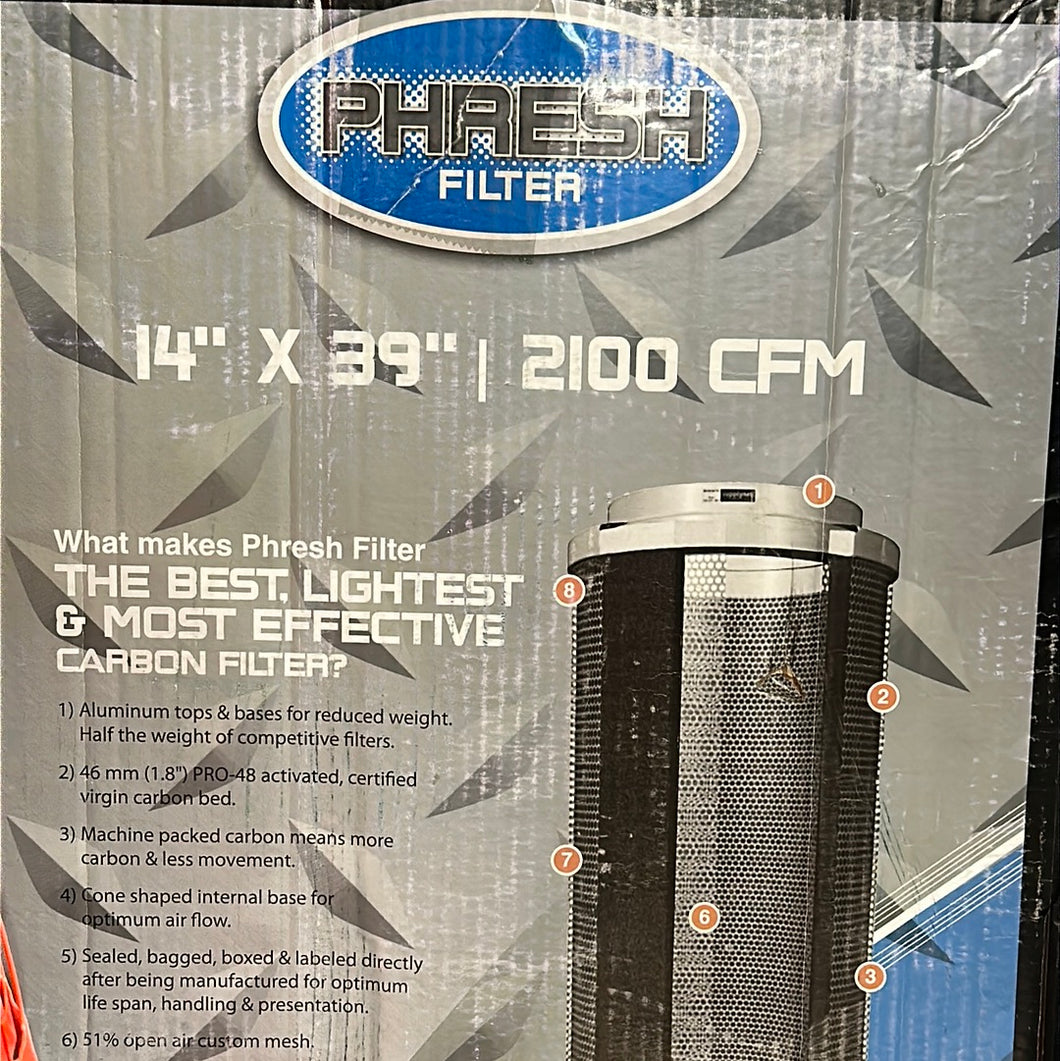 PHRESH
FILTER
14" X 39" | 2100 CFM
1
What makes Phresh Filter
THE BEST, LIGHTEST
& MOST EFFECTIVE
CARBON FILTER?
8
2
1) Aluminum tops & bases for reduced weight.
Half the weight of competitive filters.
2) 46 mm (1.8") PRO-48 activated, certified
virgin carbon bed.
3) Machine packed carbon means more
carbon & less movement.
7
4) Cone shaped internal base for
optimum air flow.
6
5) Sealed, bagged, boxed & labeled directly
after being manufactured for optimum
life span, handling & presentation.
3
6) 51% open air custom mesh.